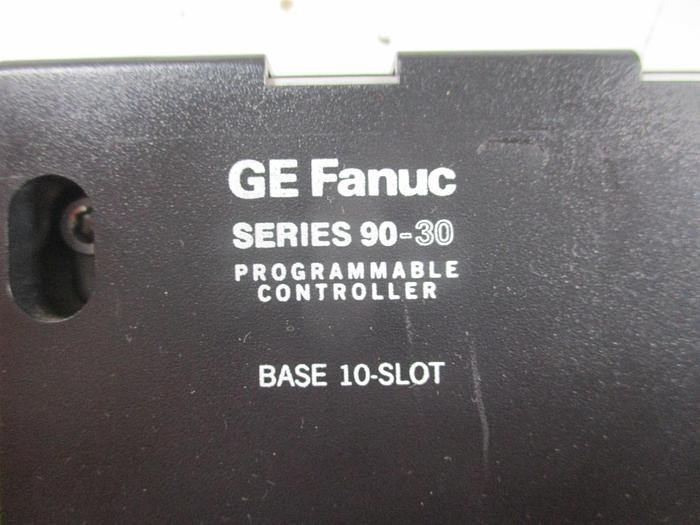 GE Fanuc
SERIES 90-30
PROGRAMMABLE
CONTROLLER
BASE 10-SLOT